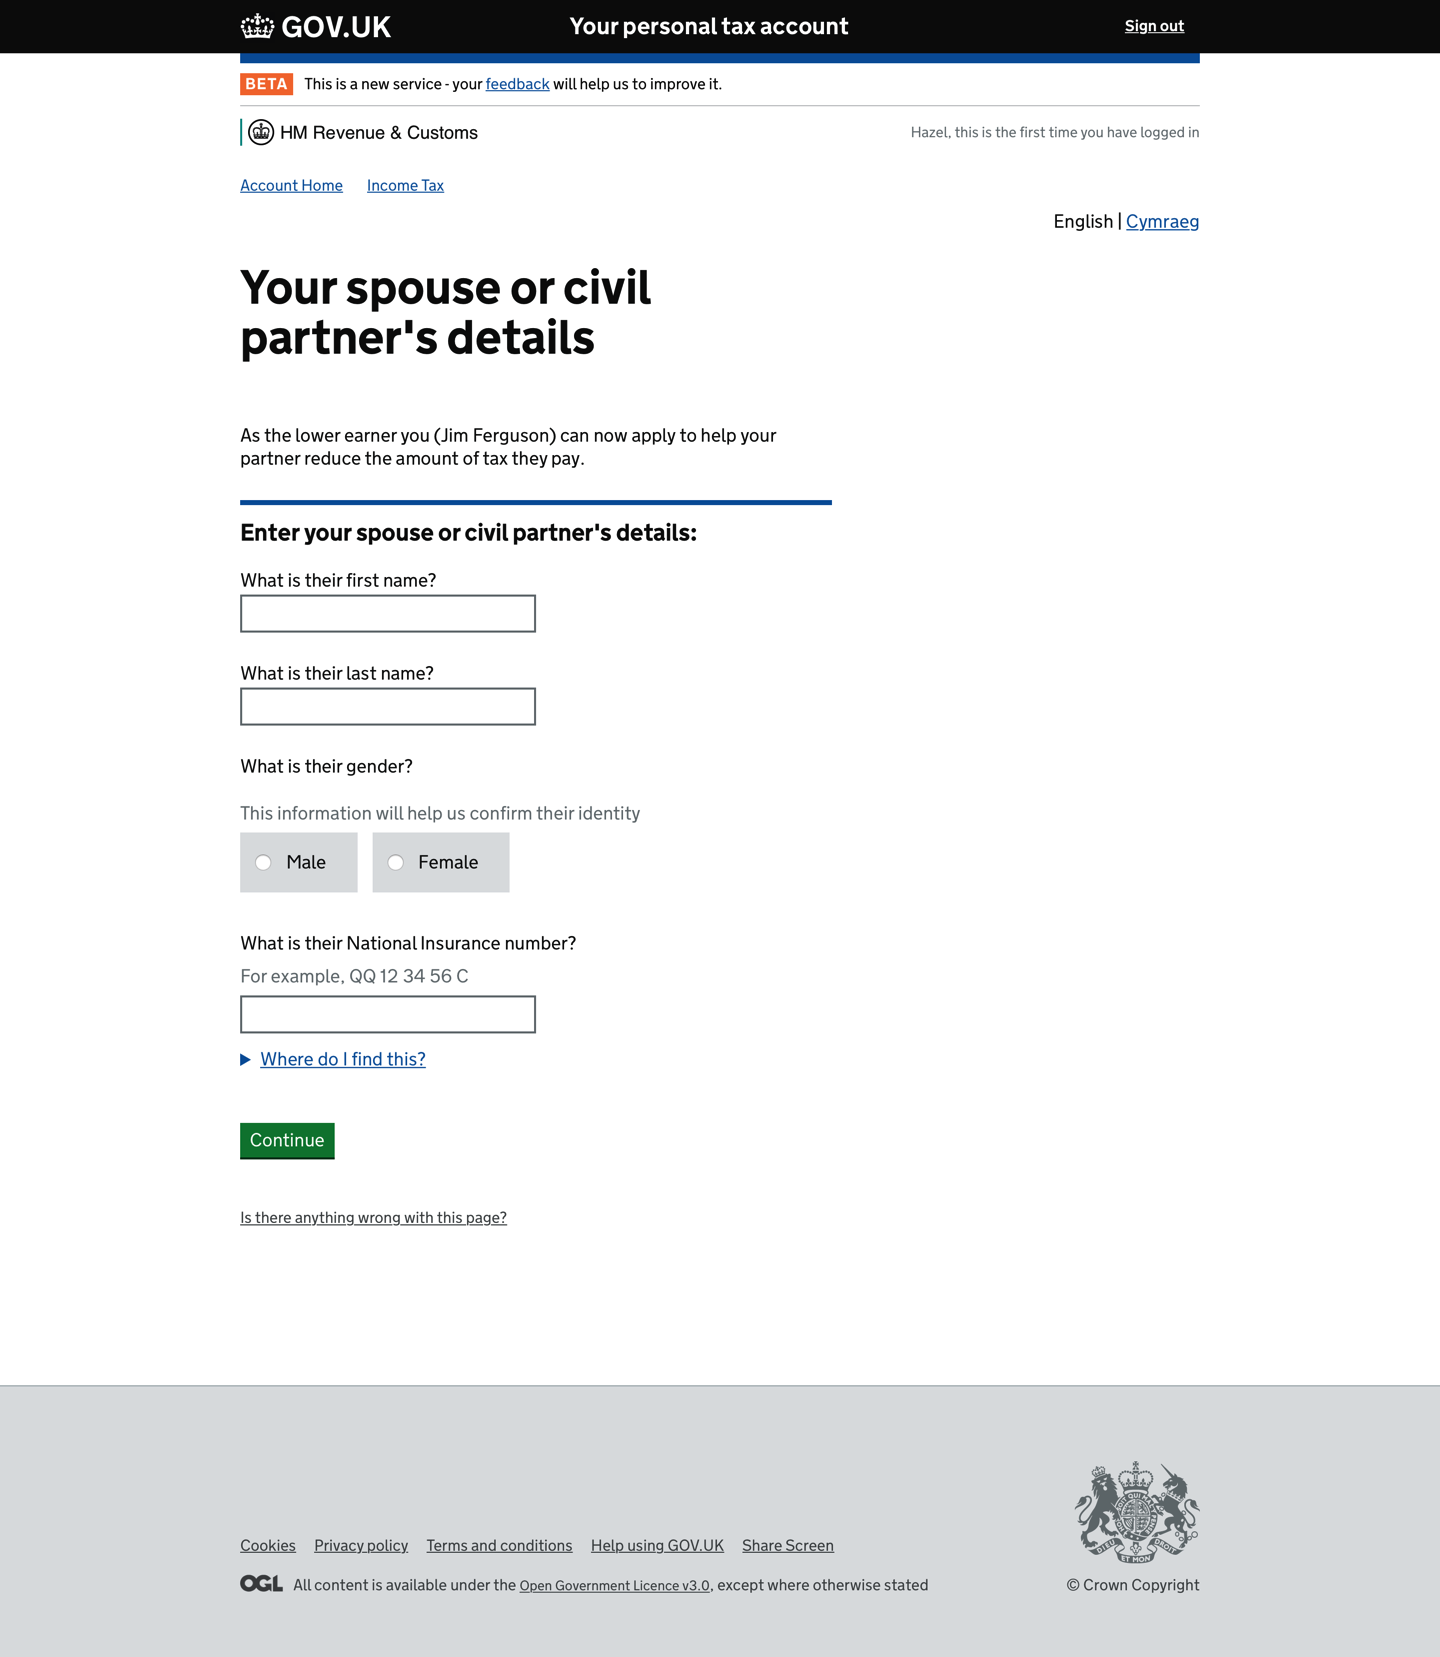 GOV.UK
Your personal tax account
Sign out
BETA This is a new service - your feedback will help us to improve it.
HM Revenue & Customs
Hazel, this is the first time you have logged in
Account Home Income Tax
English | Cymraeg
Your spouse or civil
partner's details
As the lower earner you (Jim Ferguson) can now apply to help your
partner reduce the amount of tax they pay.
Enter your spouse or civil partner's details:
What is their first name?
What is their last name?
What is their gender?
This information will help us confirm their identity
Male Female
What is their National Insurance number?
For example, QQ 12 34 56 C
Where do I find this?
Continue
Is there anything wrong with this page?
Cookies Privacy policy Terms and conditions Help using GOV.UK Share Screen
OGL All content is available under the Open Government Licence v3.0, except where otherwise stated
DIEU ET MON DROIT
© Crown Copyright